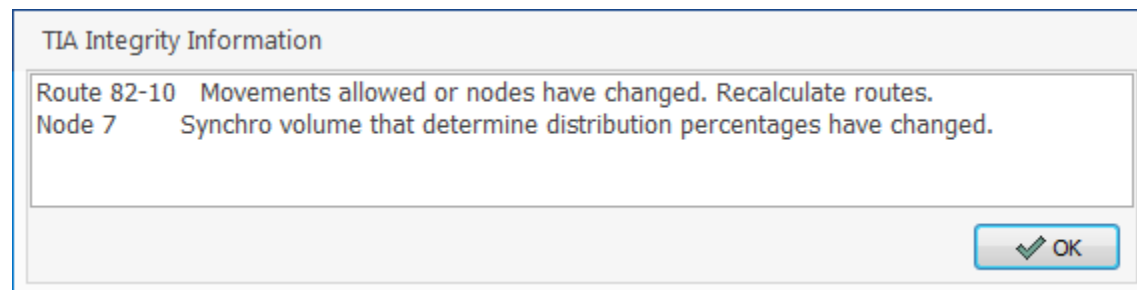 TIA Integrity Information
Route 82-10 Movements allowed or nodes have changed. Recalculate routes.
Node 7 Synchro volume that determine distribution percentages have changed.
OK